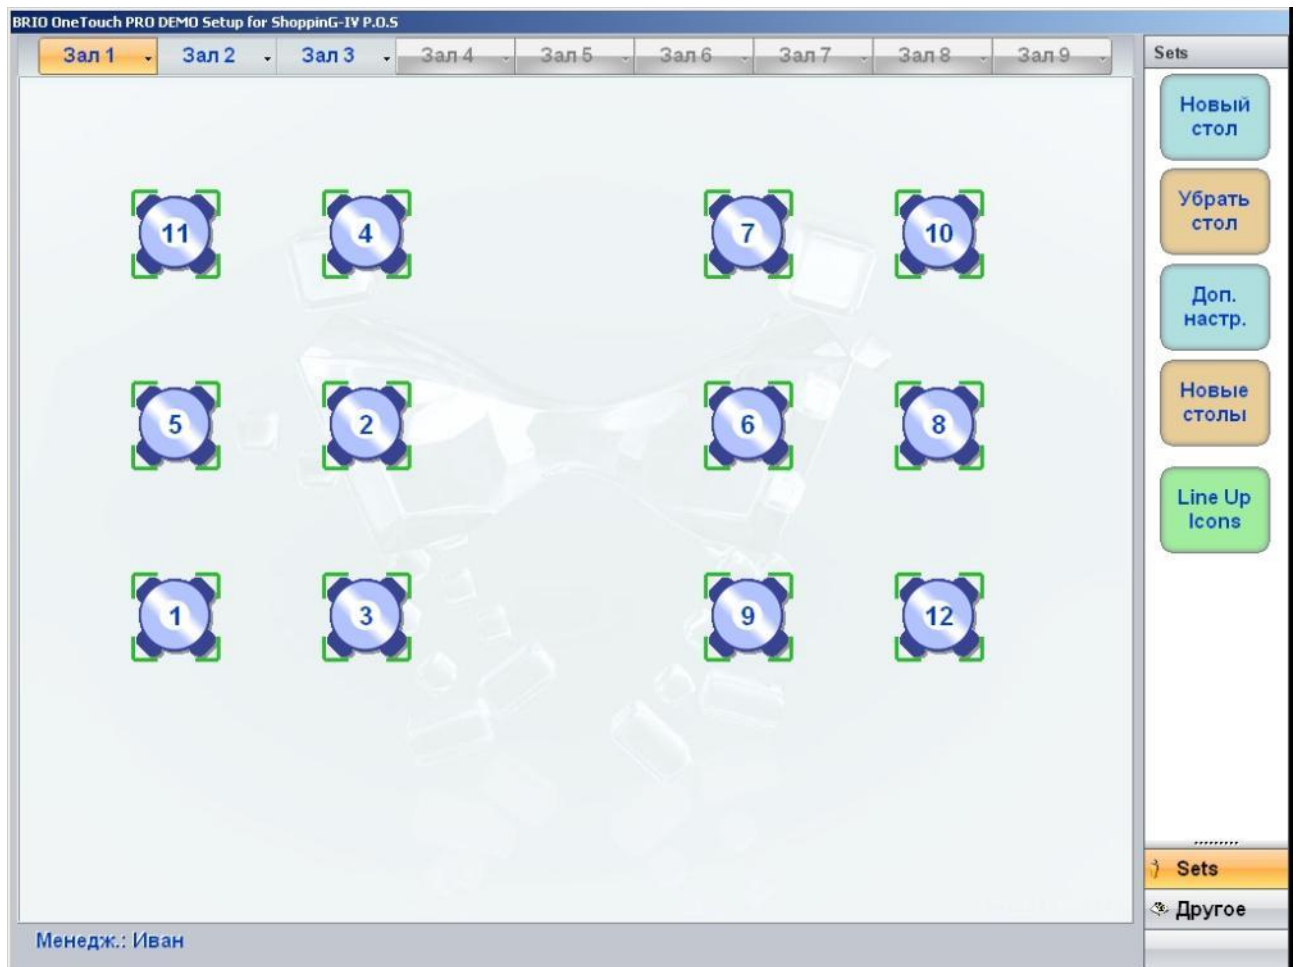 BRIO OneTouch PRO DEMO Setup for ShoppinG-IV P.O.S
Зал 1 Зал 2 Зал 3 Зал 4 Зал 5 Зал 6 Зал 7 Зал 8 Зал 9
Sets
Новый
стол
Убрать
стол
Доп.
настр.
Новые
столы
Line Up
Icons
11 4 7 10
5 2 6 8
1 3 9 12
Sets
Другое
Менедж.: Иван